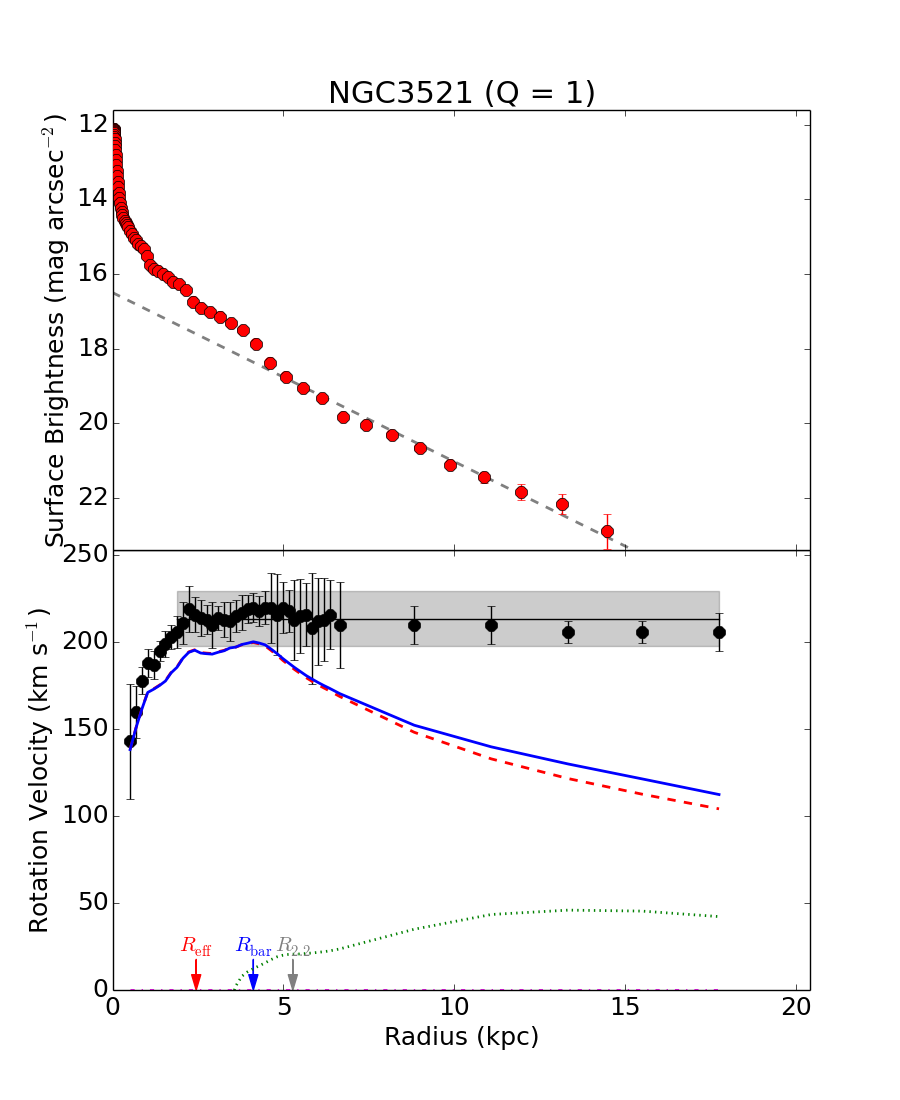 NGC3521 (Q = 1)
Surface Brightness (mag arcsec⁻²)
12
14
16
18
20
22
Rotation Velocity (km s⁻¹)
250
200
150
100
50
0
R_eff
R_bar
R_2.2
0 5 10 15 20
Radius (kpc)